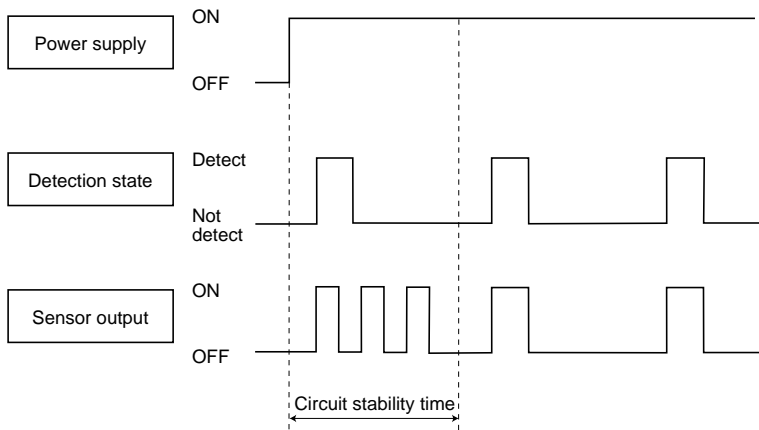 ON
Power supply
OFF
Detect
Detection state
Not
detect
ON
Sensor output
OFF
Circuit stability time